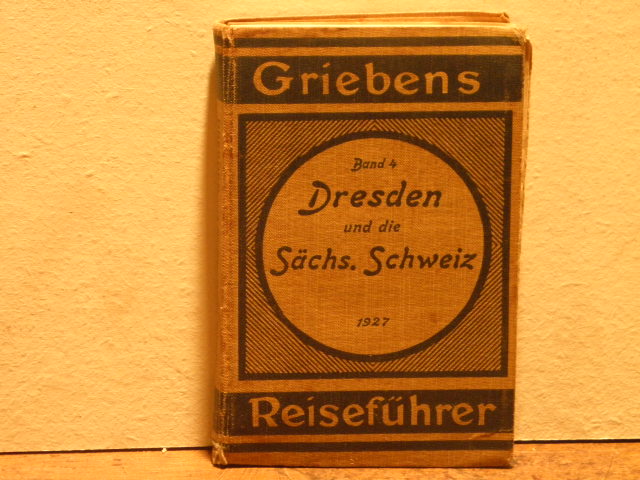 Griebens
Band 4
Dresden
und die
Sächs. Schweiz
1927
Reiseführer